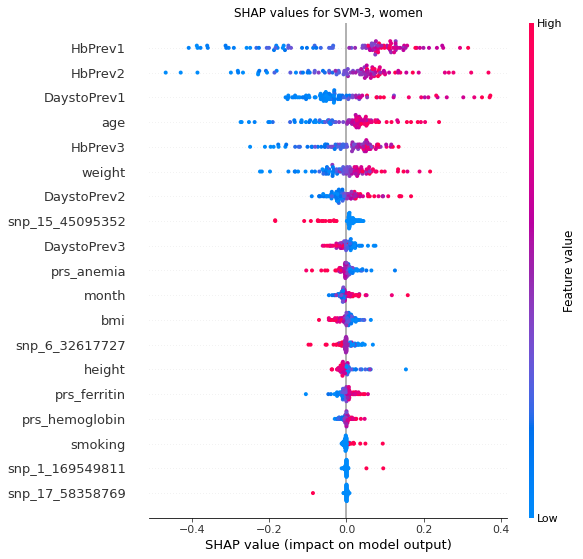 SHAP values for SVM-3, women
High
HbPrev1
HbPrev2
DaystoPrev1
age
HbPrev3
weight
DaystoPrev2
snp_15_45095352
DaystoPrev3
prs_anemia
month
bmi
snp_6_32617727
height
prs_ferritin
prs_hemoglobin
smoking
snp_1_169549811
snp_17_58358769
Feature value
Low
−0.4 −0.2 0.0 0.2 0.4
SHAP value (impact on model output)